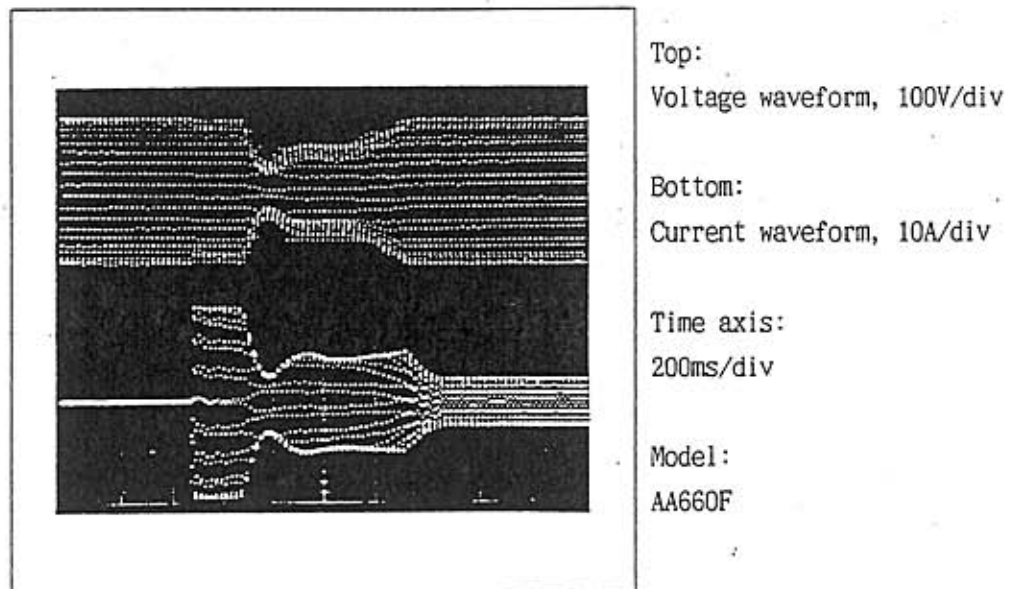 Top:
Voltage waveform, 100V/div
Bottom:
Current waveform, 10A/div
Time axis:
200ms/div
Model:
AA660F